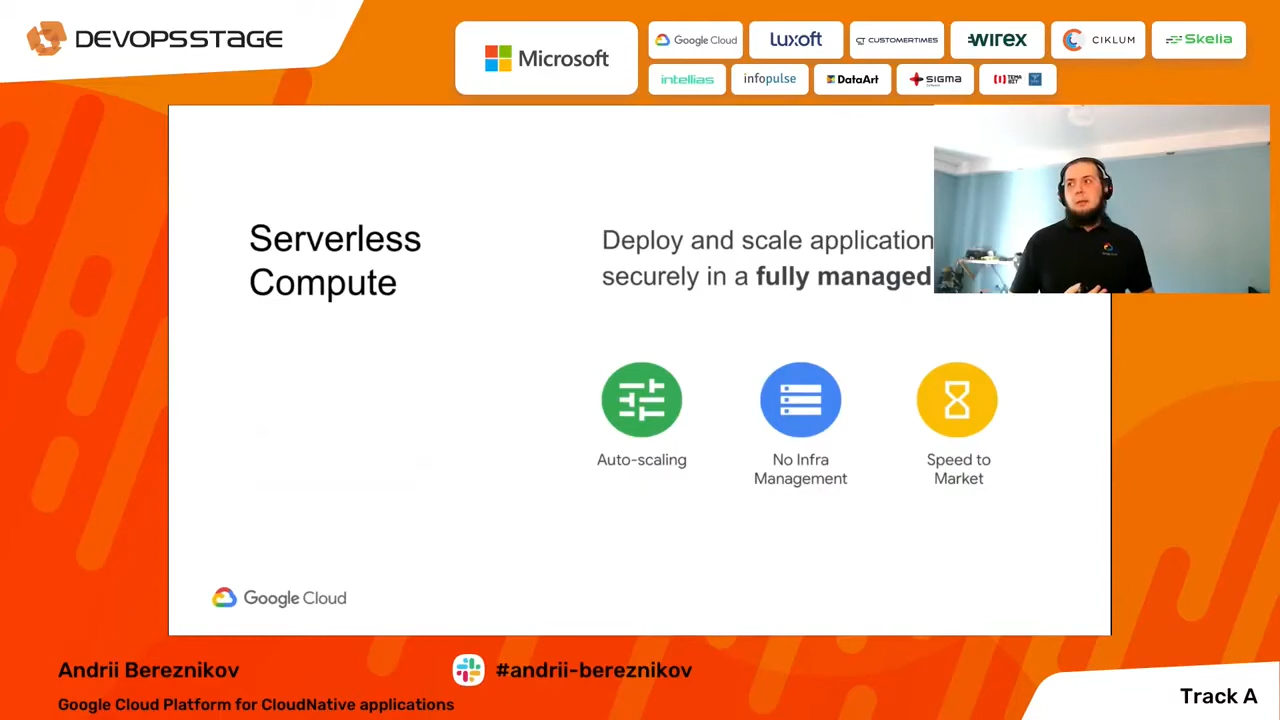 DEVOPSSTAGE
Microsoft
Google Cloud
Luxoft
CUSTOMERTIMES
WIREX
CIKLUM
Skelia
intellias
infopulse
DataArt
SIGMA
Serverless
Compute
Deploy and scale application
securely in a fully managed
Auto-scaling
No Infra
Management
Speed to
Market
Google Cloud
Andrii Bereznikov
#andrii-bereznikov
Google Cloud Platform for CloudNative applications
Track A